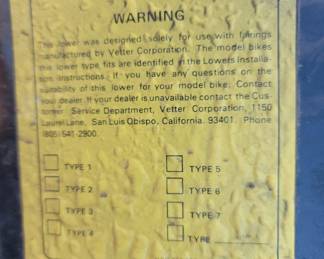 WARNING
This lower was designed solely for use with fairings
manufactured by Vetter Corporation. The model bikes
this lower type fits are identified in the Lowers Installa-
tion Instructions. If you have any questions on the
suitability of this lower for your model bike, Contact
your dealer. If your dealer is unavailable contact the Cus-
tomer Service Department, Vetter Corporation, 1150
Laurel Lane, San Luis Obispo, California. 93401. Phone
(805) 541-2900.
TYPE 1
TYPE 2
TYPE 3
TYPE 4
TYPE 5
TYPE 6
TYPE 7
TYPE